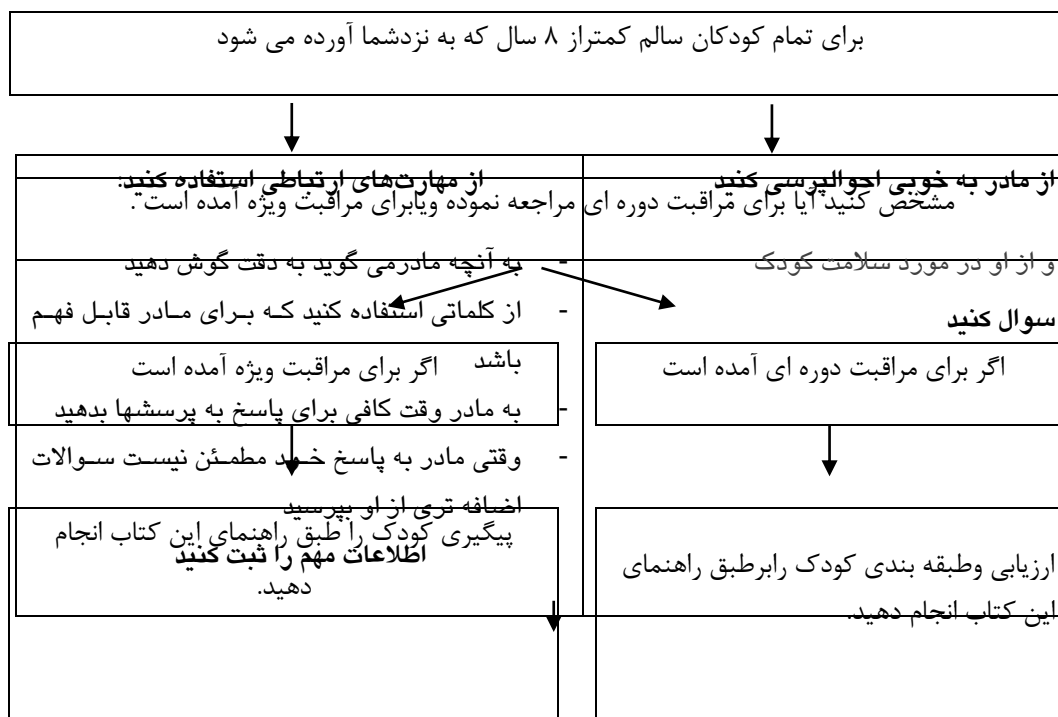 برای تمام کودکان سالم کمتراز ۸ سال که به نزدشما آورده می شود
از مادر به خوبی احوالپرسی کنید
از مهارت‌های ارتباطی استفاده کنید:
مشخص کنید آیا برای مراقبت دوره ای مراجعه نموده ویابرای مراقبت ویژه آمده است .
و از او در مورد سلامت کودک
- به آنچه مادرمی گوید به دقت گوش دهید
سوال کنید
- از کلماتی استفاده کنید که برای مادر قابل فهم
باشد
اگر برای مراقبت دوره ای آمده است
اگر برای مراقبت ویژه آمده است
- به مادر وقت کافی برای پاسخ به پرسشها بدهید
- وقتی مادر به پاسخ خود مطمئن نیست سوالات
اضافه تری از او بپرسید
پیگیری کودک را طبق راهنمای این کتاب انجام
اطلاعات مهم را ثبت کنید
دهید.
ارزیابی وطبقه بندی کودک رابرطبق راهنمای
این کتاب انجام دهید.